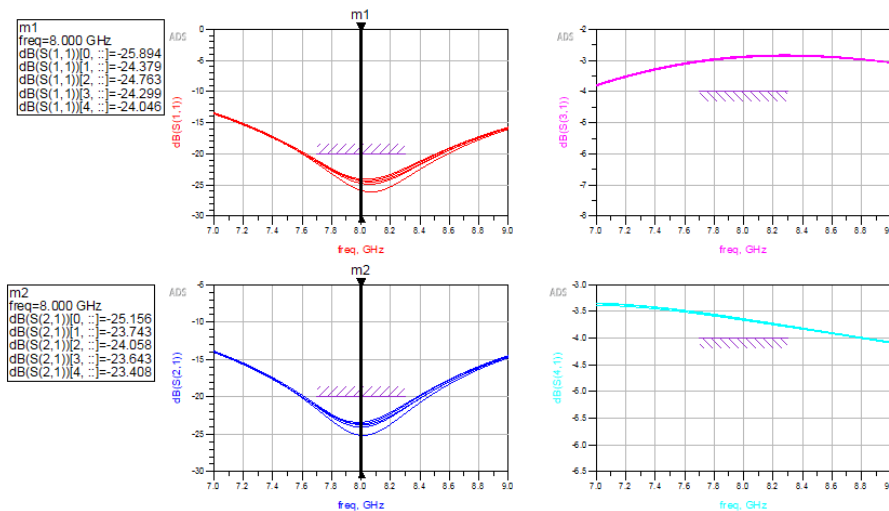 m1
freq=8.000 GHz
dB(S(1,1))[0, ::]=-25.894
dB(S(1,1))[1, ::]=-24.379
dB(S(1,1))[2, ::]=-24.763
dB(S(1,1))[3, ::]=-24.299
dB(S(1,1))[4, ::]=-24.046
m1
ADS
0
-5
-10
-15
-20
-25
-30
dB(S(1,1))
7.0 7.2 7.4 7.6 7.8 8.0 8.2 8.4 8.6 8.8 9.0
freq, GHz
ADS
-2
-3
-4
-5
-6
-7
-8
dB(S(3,1))
7.0 7.2 7.4 7.6 7.8 8.0 8.2 8.4 8.6 8.8 9.0
freq, GHz
m2
freq=8.000 GHz
dB(S(2,1))[0, ::]=-25.156
dB(S(2,1))[1, ::]=-23.743
dB(S(2,1))[2, ::]=-24.058
dB(S(2,1))[3, ::]=-23.643
dB(S(2,1))[4, ::]=-23.408
m2
ADS
-5
-10
-15
-20
-25
-30
dB(S(2,1))
7.0 7.2 7.4 7.6 7.8 8.0 8.2 8.4 8.6 8.8 9.0
freq, GHz
ADS
-3.0
-3.5
-4.0
-4.5
-5.0
-5.5
-6.0
-6.5
dB(S(4,1))
7.0 7.2 7.4 7.6 7.8 8.0 8.2 8.4 8.6 8.8 9.0
freq, GHz